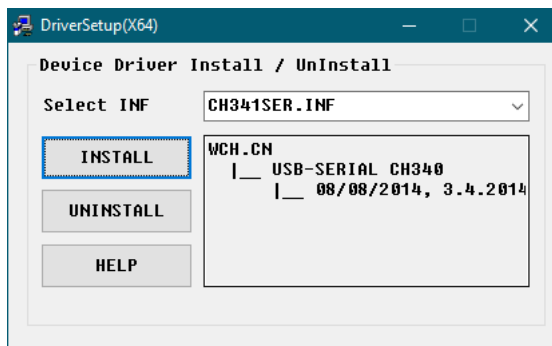 DriverSetup(X64)
Device Driver Install / UnInstall
Select INF
CH341SER.INF
INSTALL
UNINSTALL
HELP
WCH.CN
|__ USB-SERIAL CH340
|__ 08/08/2014, 3.4.2014